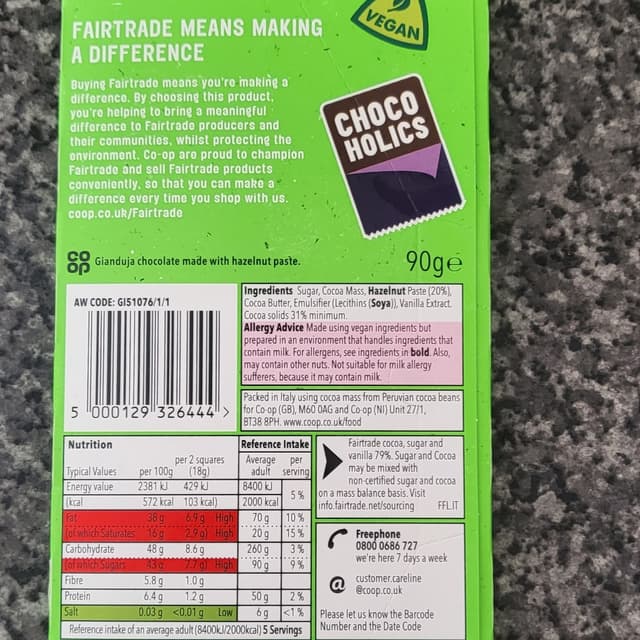 FAIRTRADE MEANS MAKING
A DIFFERENCE
VEGAN
Buying Fairtrade means you're making a
difference. By choosing this product,
you're helping to bring a meaningful
difference to Fairtrade producers and
their communities, whilst protecting the
environment. Co-op are proud to champion
Fairtrade and sell Fairtrade products
conveniently, so that you can make a
difference every time you shop with us.
coop.co.uk/Fairtrade
CHOCO
HOLICS
CO
OP
Gianduja chocolate made with hazelnut paste.
90g e
AW CODE: GI51076/1/1
5 000129 326444 >
Ingredients Sugar, Cocoa Mass, Hazelnut Paste (20%),
Cocoa Butter, Emulsifier (Lecithins (Soya)), Vanilla Extract.
Cocoa solids 31% minimum.
Allergy Advice Made using vegan ingredients but
prepared in an environment that handles ingredients that
contain milk. For allergens, see ingredients in bold. Also,
may contain other nuts. Not suitable for milk allergy
sufferers, because it may contain milk.
Packed in Italy using cocoa mass from Peruvian cocoa beans
for Co-op (GB), M60 0AG and Co-op (NI) Unit 27/1,
BT38 8PH. www.coop.co.uk/food
Nutrition Reference Intake
Typical Values per 100g per 2 squares (18g) Average adult per serving
Energy value 2381 kJ 429 kJ 8400 kJ 5 %
(kcal 572 kcal 103 kcal) 2000 kcal
Fat 38 g 6.9 g High 70 g 10 %
(of which Saturates 16 g 2.9 g) High 20 g 15 %
Carbohydrate 48 g 8.6 g 260 g 3 %
(of which Sugars 43 g 7.7 g) High 90 g 9 %
Fibre 5.8 g 1.0 g
Protein 6.4 g 1.2 g 50 g 2 %
Salt 0.03 g <0.01 g Low 6 g <1 %
Reference intake of an average adult (8400kJ/2000kcal) 5 Servings
Fairtrade cocoa, sugar and
vanilla 79%. Sugar and Cocoa
may be mixed with
non-certified sugar and cocoa
on a mass balance basis. Visit
info.fairtrade.net/sourcing FFL.IT
Freephone
0800 0686 727
we're here 7 days a week
@ customer.careline
@coop.co.uk
Please let us know the Barcode
Number and the Date Code